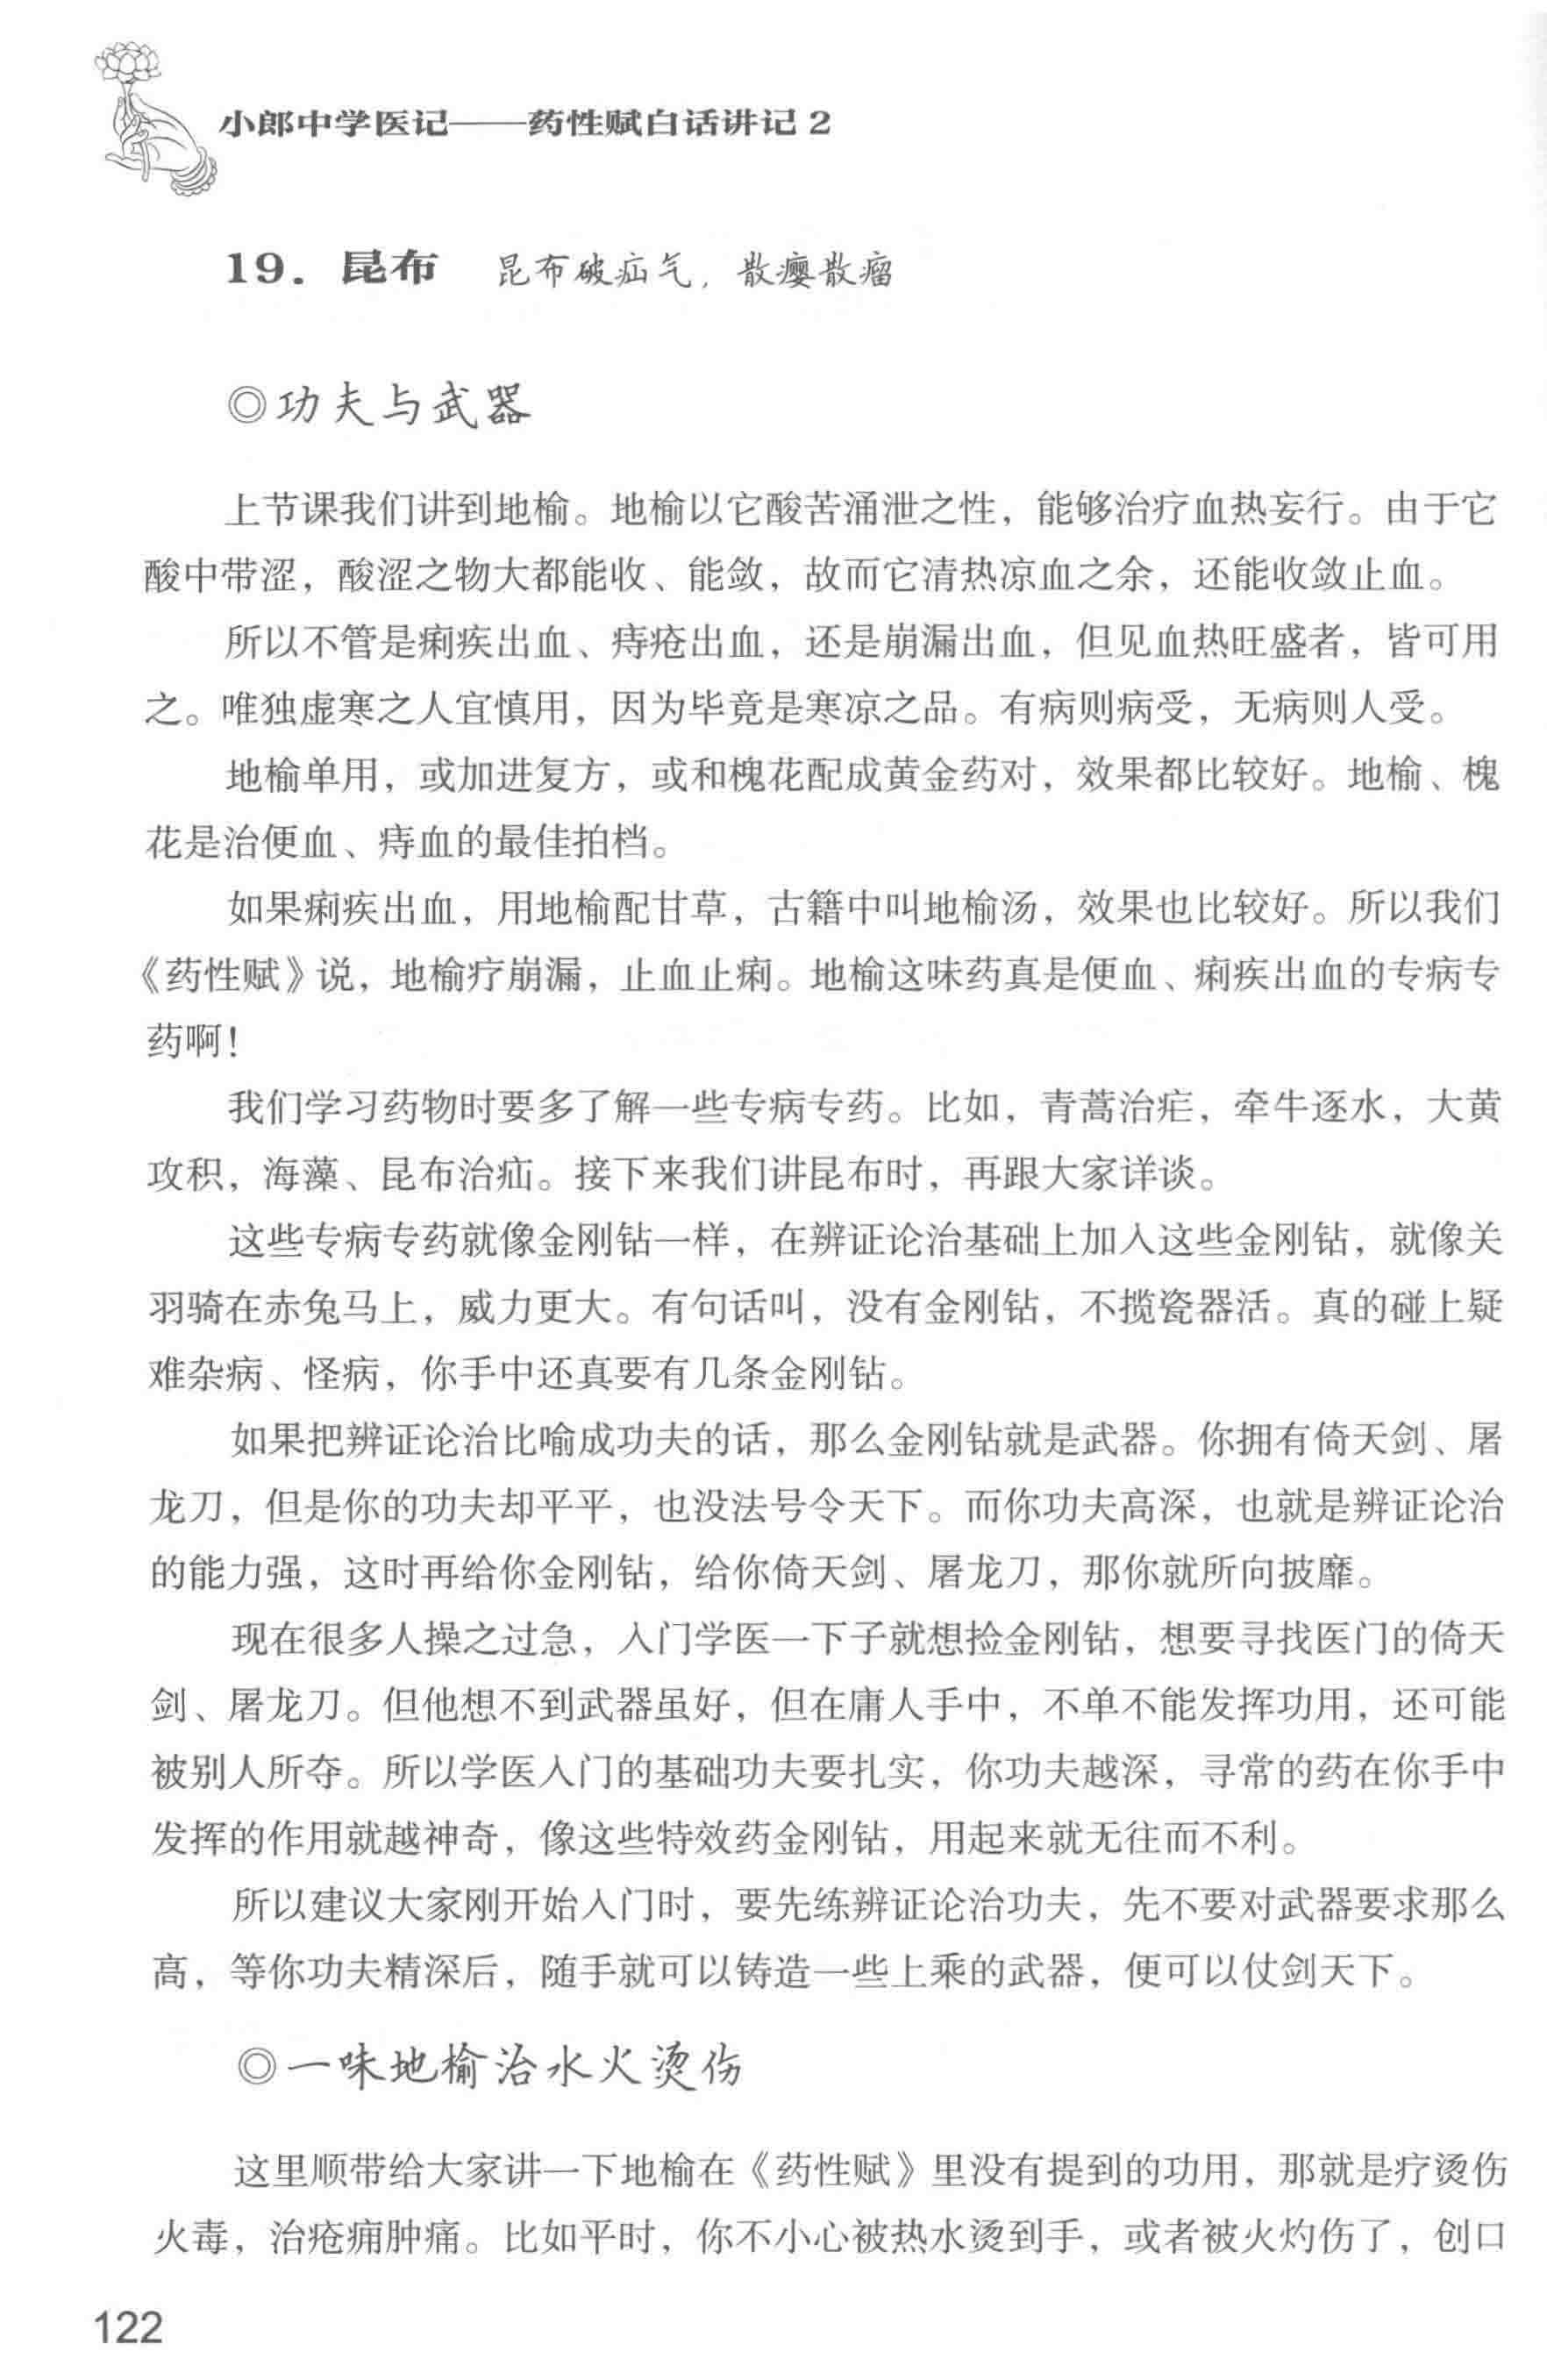 小郎中学医记——药性赋白话讲记2
19. 昆布 昆布破疝气，散瘿散瘤
◎功夫与武器
上节课我们讲到地榆。地榆以它酸苦涌泄之性，能够治疗血热妄行。由于它
酸中带涩，酸涩之物大都能收、能敛，故而它清热凉血之余，还能收敛止血。
所以不管是痢疾出血、痔疮出血，还是崩漏出血，但见血热旺盛者，皆可用
之。唯独虚寒之人宜慎用，因为毕竟是寒凉之品。有病则病受，无病则人受。
地榆单用，或加进复方，或和槐花配成黄金药对，效果都比较好。地榆、槐
花是治便血、痔血的最佳拍档。
如果痢疾出血，用地榆配甘草，古籍中叫地榆汤，效果也比较好。所以我们
《药性赋》说，地榆疗崩漏，止血止痢。地榆这味药真是便血、痢疾出血的专病专
药啊！
我们学习药物时要多了解一些专病专药。比如，青蒿治疟，牵牛逐水，大黄
攻积，海藻、昆布治疝。接下来我们讲昆布时，再跟大家详谈。
这些专病专药就像金刚钻一样，在辨证论治基础上加入这些金刚钻，就像关
羽骑在赤兔马上，威力更大。有句话叫，没有金刚钻，不揽瓷器活。真的碰上疑
难杂病、怪病，你手中还真要有几条金刚钻。
如果把辨证论治比喻成功夫的话，那么金刚钻就是武器。你拥有倚天剑、屠
龙刀，但是你的功夫却平平，也没法号令天下。而你功夫高深，也就是辨证论治
的能力强，这时再给你金刚钻，给你倚天剑、屠龙刀，那你就所向披靡。
现在很多人操之过急，入门学医一下子就想捡金刚钻，想要寻找医门的倚天
剑、屠龙刀。但他想不到武器虽好，但在庸人手中，不单不能发挥功用，还可能
被别人所夺。所以学医入门的基础功夫要扎实，你功夫越深，寻常的药在你手中
发挥的作用就越神奇，像这些特效药金刚钻，用起来就无往而不利。
所以建议大家刚开始入门时，要先练辨证论治功夫，先不要对武器要求那么
高，等你功夫精深后，随手就可以铸造一些上乘的武器，便可以仗剑天下。
◎一味地榆治水火烫伤
这里顺带给大家讲一下地榆在《药性赋》里没有提到的功用，那就是疗烫伤
火毒，治疮痈肿痛。比如平时，你不小心被热水烫到手，或者被火灼伤了，创口
122